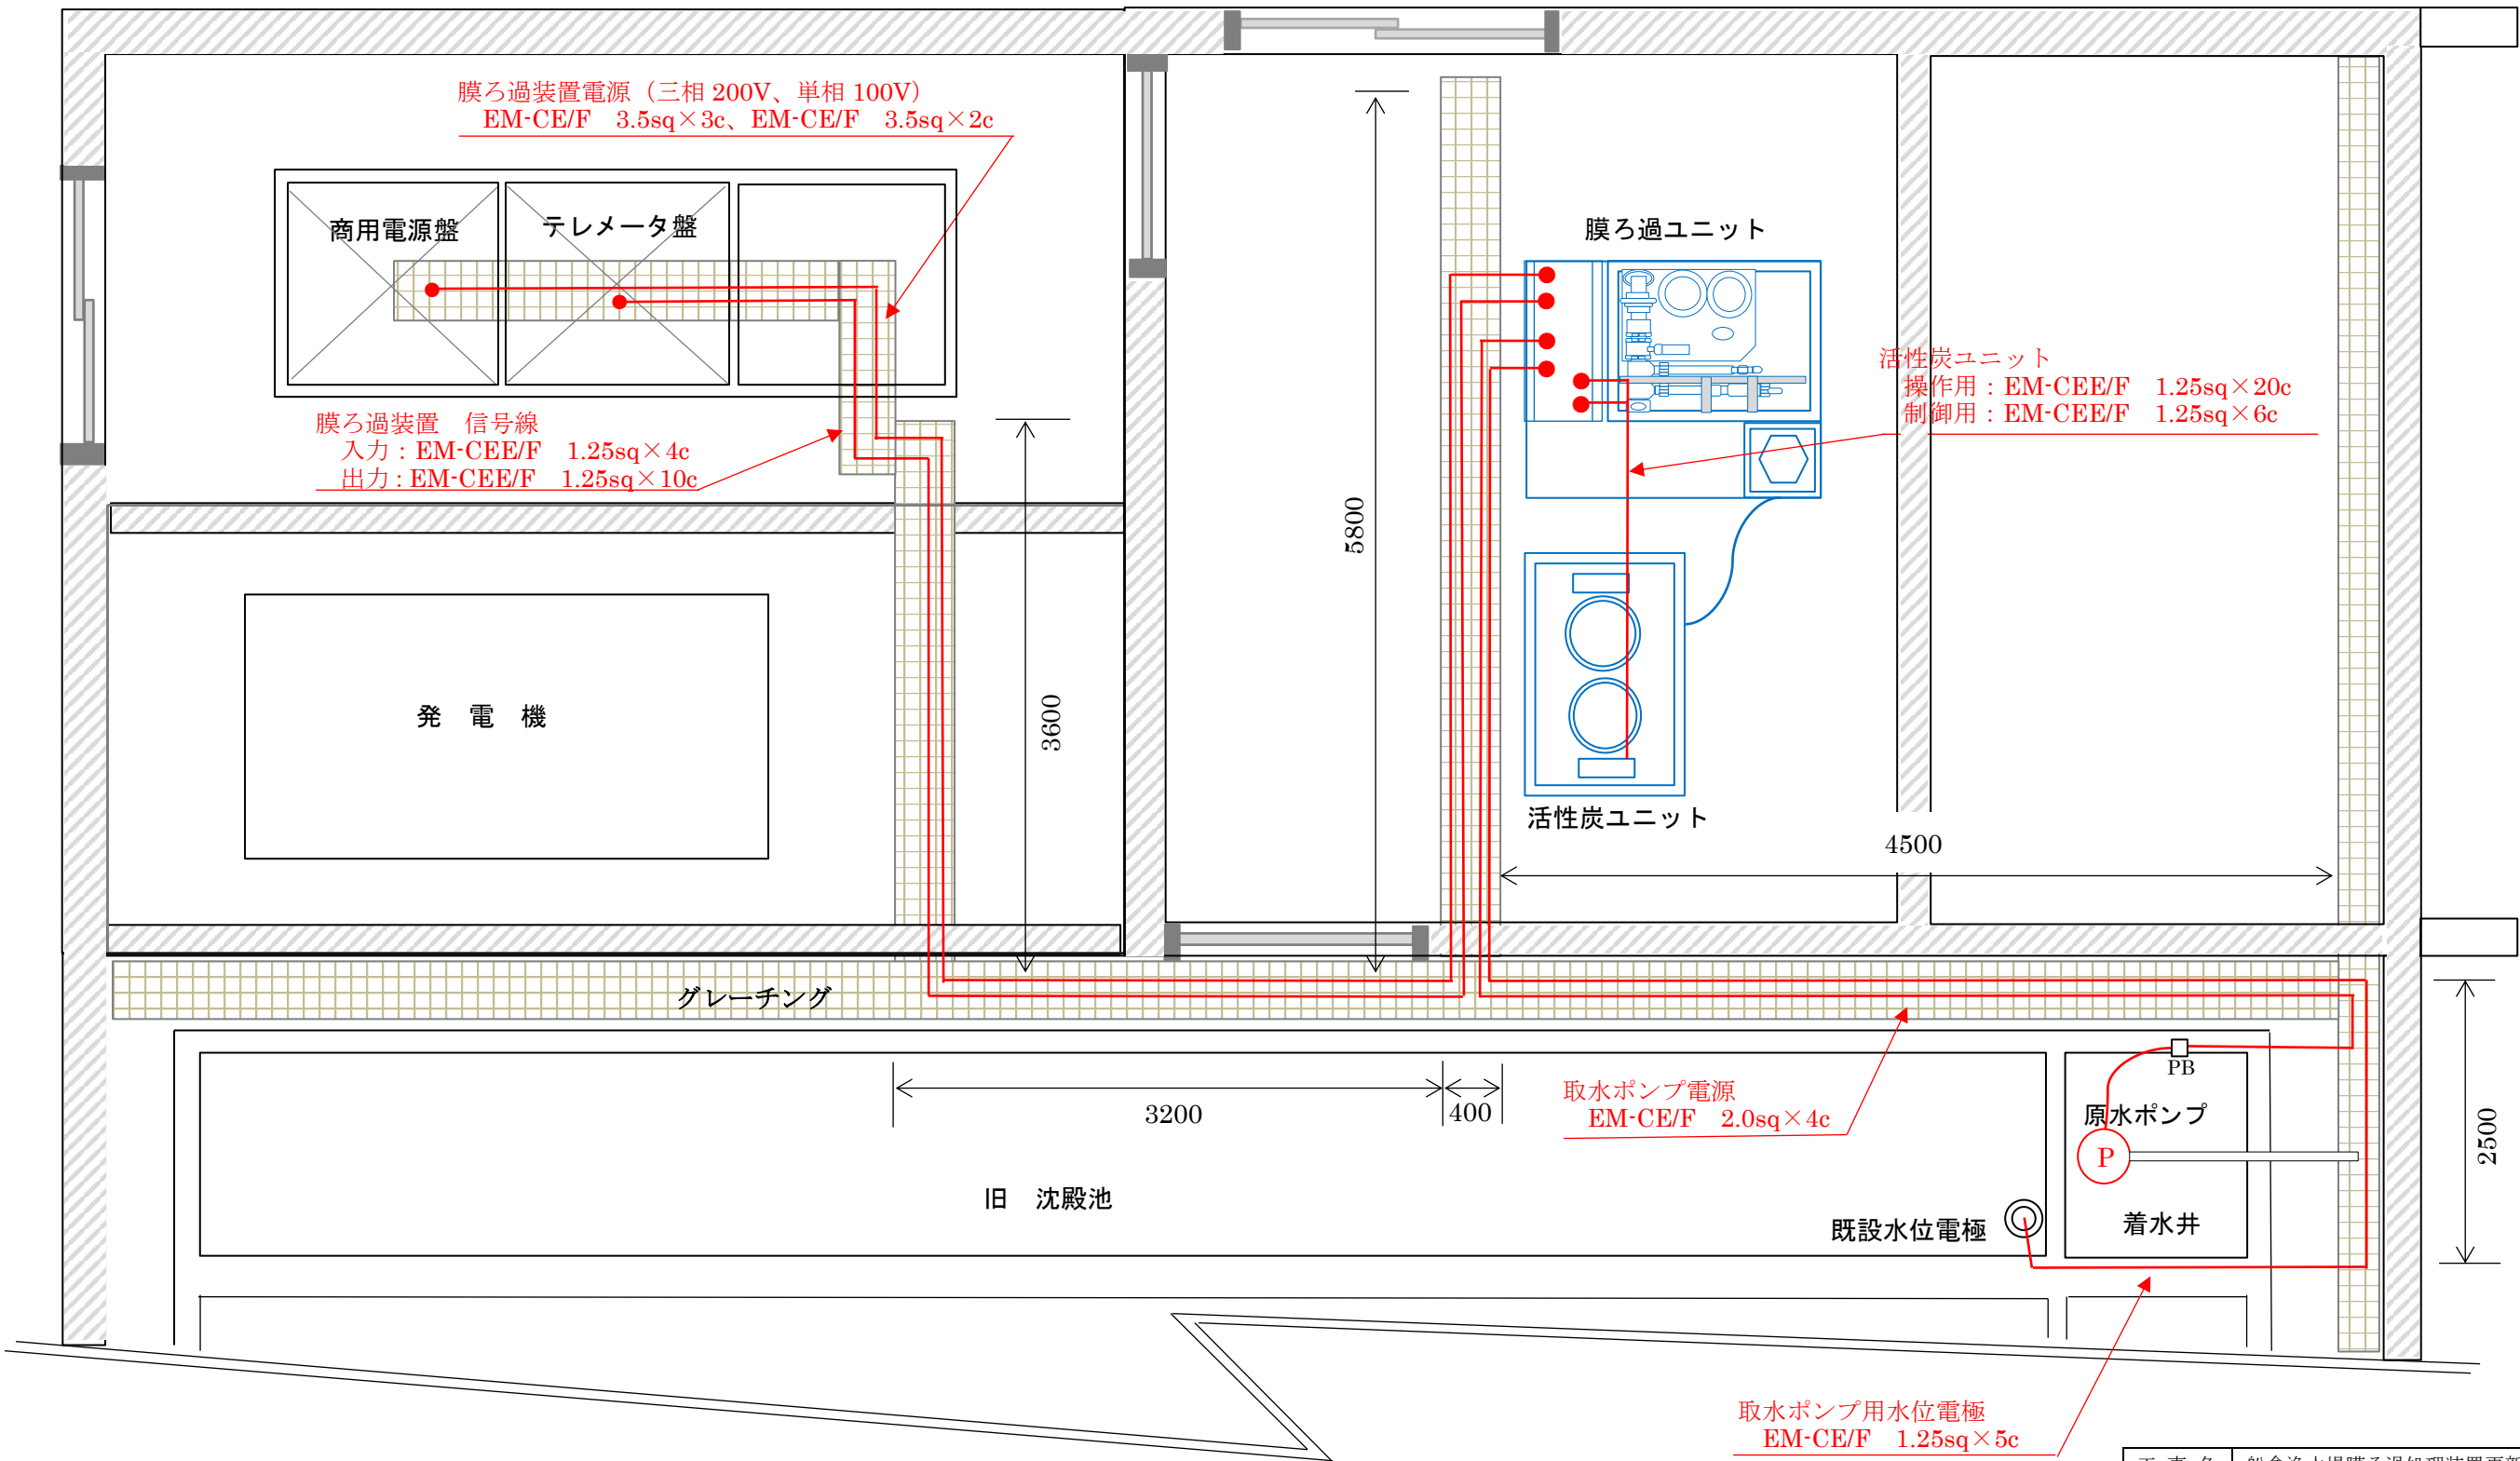 膜ろ過装置電源（三相 200V、単相 100V）
EM-CE/F　3.5sq×3c、EM-CE/F　3.5sq×2c
商用電源盤
テレメータ盤
膜ろ過ユニット
活性炭ユニット
操作用：EM-CEE/F　1.25sq×20c
制御用：EM-CEE/F　1.25sq×6c
膜ろ過装置　信号線
入力：EM-CEE/F　1.25sq×4c
出力：EM-CEE/F　1.25sq×10c
5800
3600
発　電　機
活性炭ユニット
4500
グレーチング
3200
400
取水ポンプ電源
EM-CE/F　2.0sq×4c
PB
原水ポンプ
P
2500
旧　沈殿池
既設水位電極
着水井
取水ポンプ用水位電極
EM-CE/F　1.25sq×5c